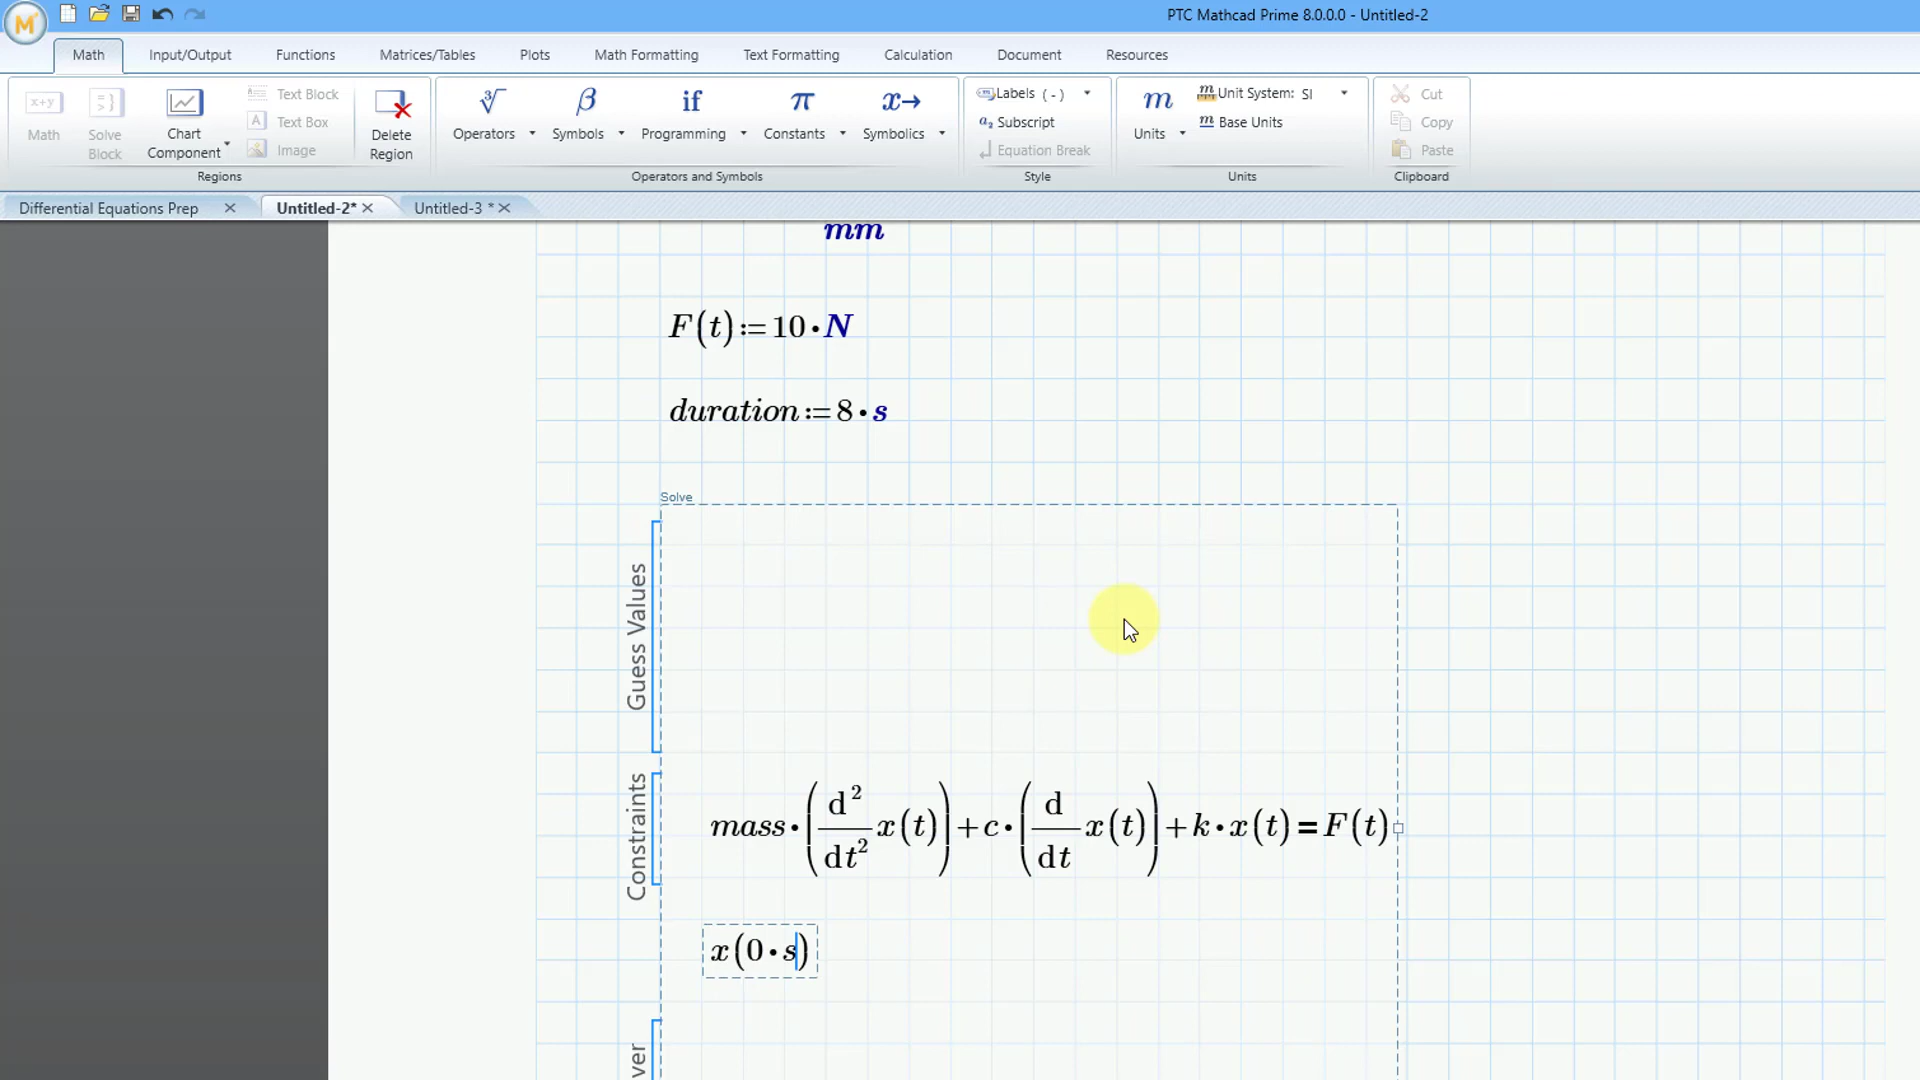 PTC Mathcad Prime 8.0.0.0 - Untitled-2
Math Input/Output Functions Matrices/Tables Plots Math Formatting Text Formatting Calculation Document Resources
Math
Solve Block
Chart Component
Text Block
Text Box
Image
Delete Region
Regions
Operators
Symbols
if Programming
π Constants
Symbolics
β
x→
Operators and Symbols
Labels ( - )
Subscript
Equation Break
Style
m Units
Unit System: SI
Base Units
Units
Cut
Copy
Paste
Clipboard
Differential Equations Prep Untitled-2* Untitled-3 *
mm
F(t):=10•N
duration:=8•s
Solve
Guess Values
Constraints
mass•(d²/dt² x(t))+c•(d/dt x(t))+k•x(t)=F(t)
x(0•s)
ver